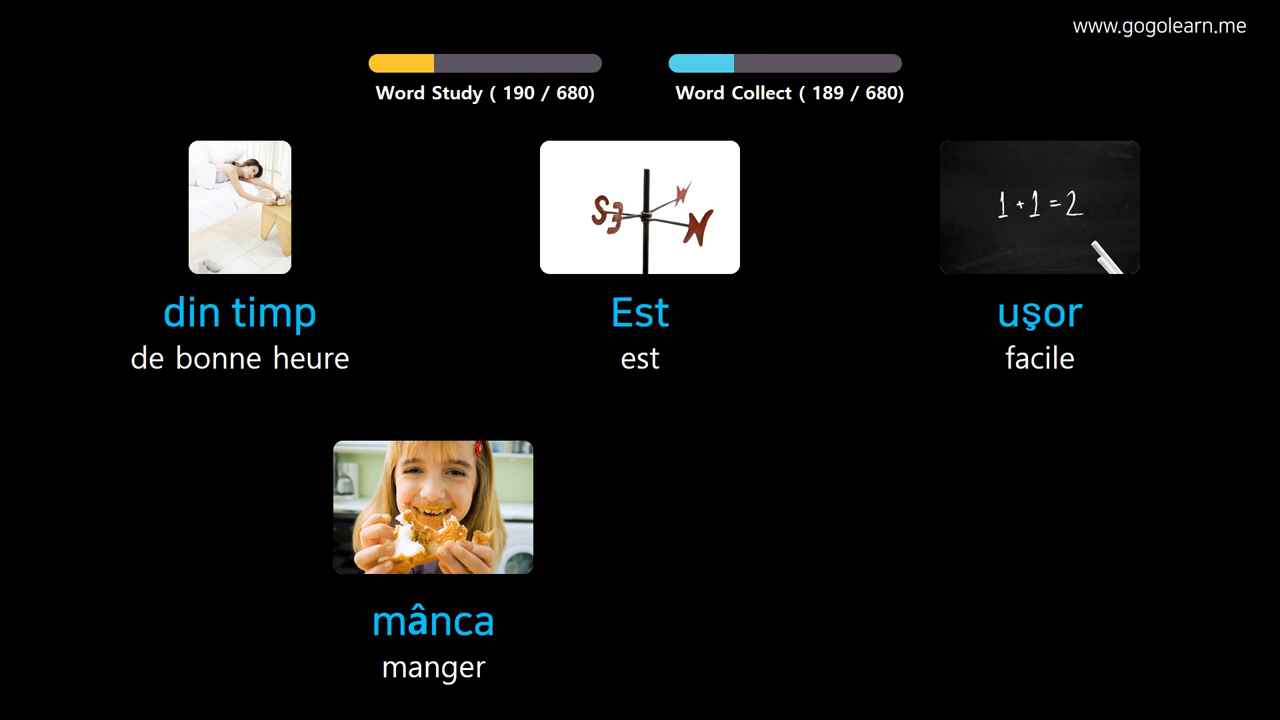 www.gogolearn.me
Word Study ( 190 / 680)
Word Collect ( 189 / 680)
1 + 1 = 2
S E N
din timp
Est
uşor
de bonne heure
est
facile
mânca
manger